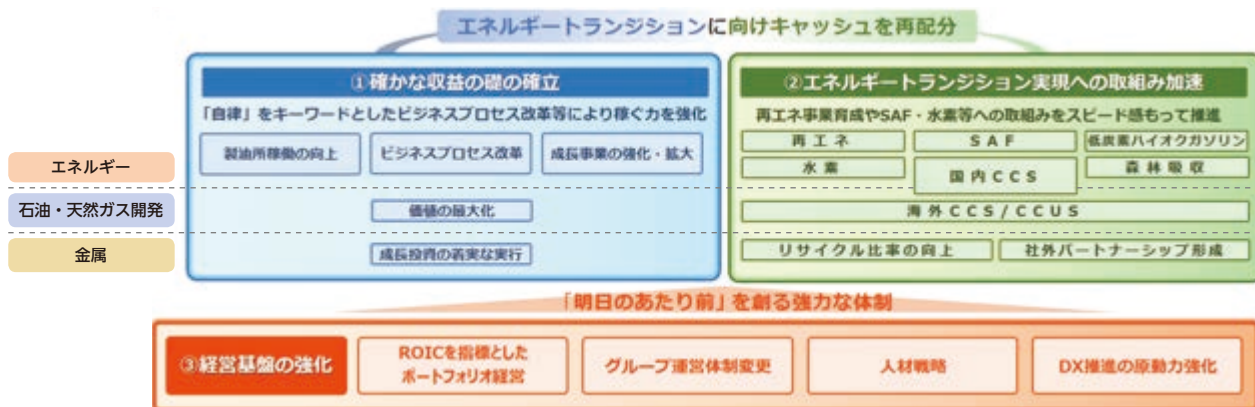 エネルギートランジションに向けキャッシュを再配分
①確かな収益の礎の確立
「自律」をキーワードとしたビジネスプロセス改革等により稼ぐ力を強化
製油所稼働の向上
ビジネスプロセス改革
成長事業の強化・拡大
価値の最大化
成長投資の着実な実行
②エネルギートランジション実現への取組み加速
再エネ事業育成やSAF・水素等への取組みをスピード感もって推進
再エネ
SAF
低炭素ハイオクガソリン
水素
国内CCS
森林吸収
海外CCS/CCUS
リサイクル比率の向上
社外パートナーシップ形成
エネルギー
石油・天然ガス開発
金属
「明日のあたり前」を創る強力な体制
③経営基盤の強化
ROICを指標とした
ポートフォリオ経営
グループ運営体制変更
人材戦略
DX推進の原動力強化